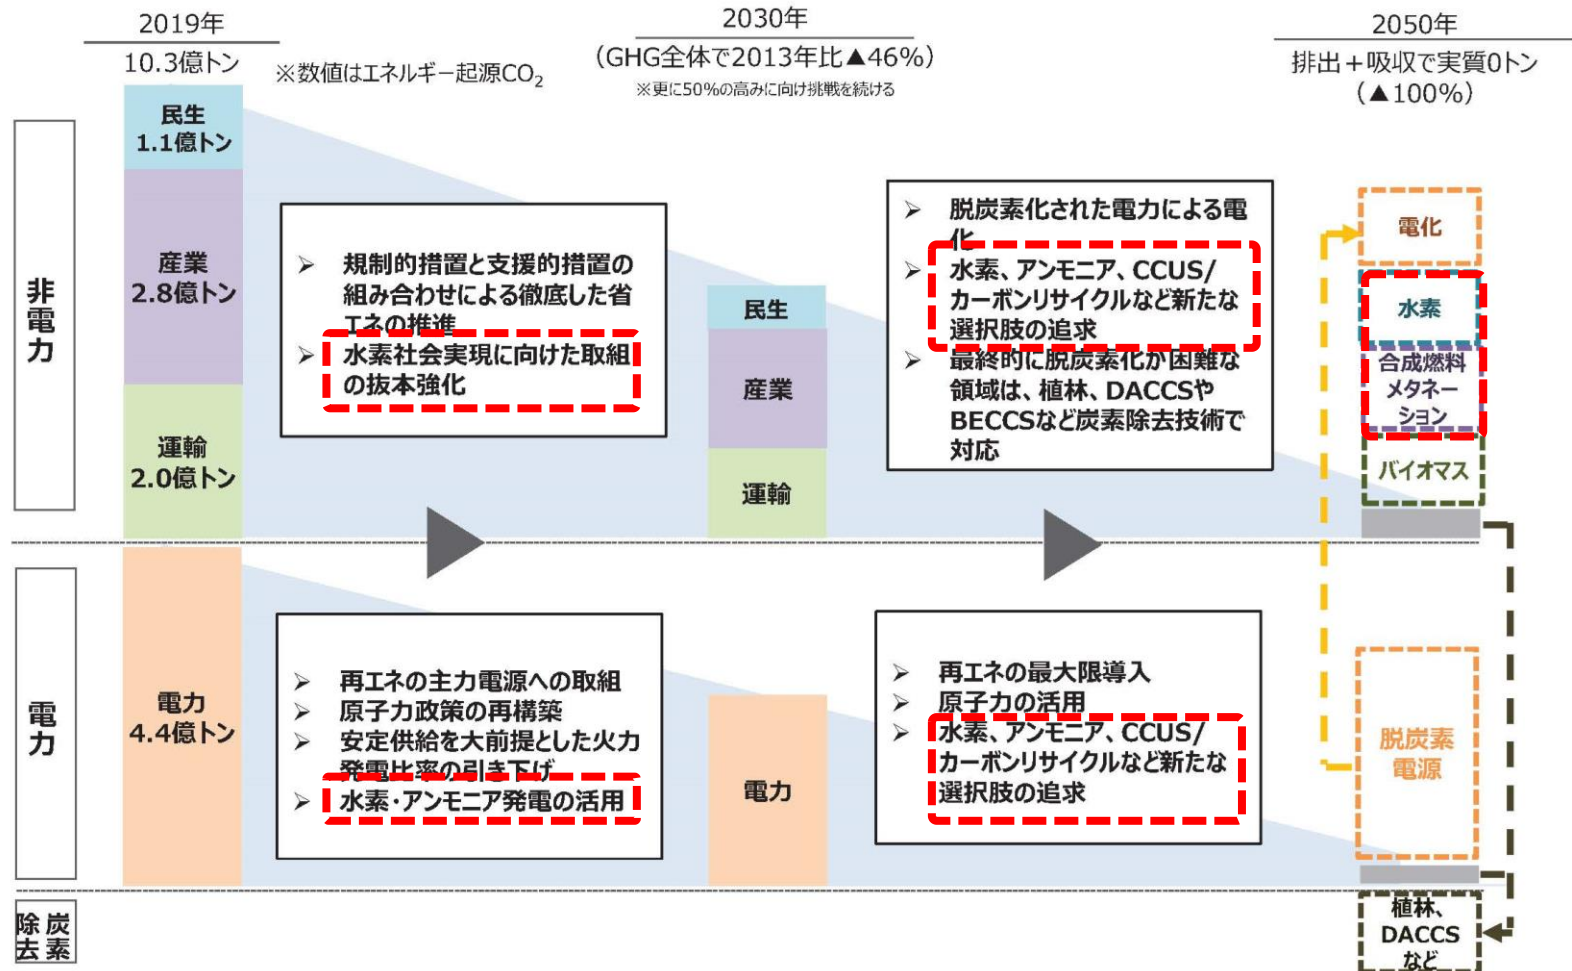 2019年
10.3億トン
※数値はエネルギー起源CO₂
2030年
(GHG全体で2013年比▲46%)
※更に50%の高みに向け挑戦を続ける
2050年
排出+吸収で実質0トン
(▲100%)
非電力
民生
1.1億トン
産業
2.8億トン
運輸
2.0億トン
➢ 規制的措置と支援的措置の
組み合わせによる徹底した省
エネの推進
➢ 水素社会実現に向けた取組
の抜本強化
民生
産業
運輸
➢ 脱炭素化された電力による電
化
➢ 水素、アンモニア、CCUS/
カーボンリサイクルなど新たな
選択肢の追求
➢ 最終的に脱炭素化が困難な
領域は、植林、DACCSや
BECCSなど炭素除去技術で
対応
電化
水素
合成燃料
メタネー
ション
バイオマス
電力
電力
4.4億トン
➢ 再エネの主力電源への取組
➢ 原子力政策の再構築
➢ 安定供給を大前提とした火力
発電比率の引き下げ
➢ 水素・アンモニア発電の活用
電力
➢ 再エネの最大限導入
➢ 原子力の活用
➢ 水素、アンモニア、CCUS/
カーボンリサイクルなど新たな
選択肢の追求
脱炭素
電源
炭素
除去
植林、
DACCS
など